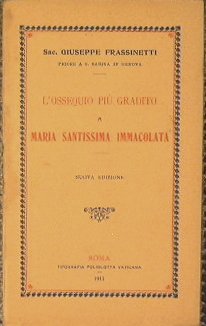 Sac. GIUSEPPE FRASSINETTI
PRIORE A S. SABINA IN GENOVA
L'OSSEQUIO PIÙ GRADITO
A
MARIA SANTISSIMA IMMACOLATA
NUOVA EDIZIONE
ROMA
TIPOGRAFIA POLIGLOTTA VATICANA
1911